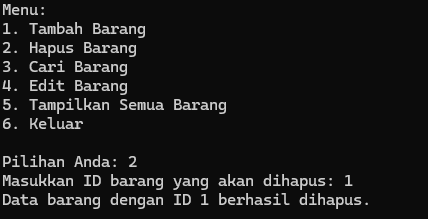 Menu:
1. Tambah Barang
2. Hapus Barang
3. Cari Barang
4. Edit Barang
5. Tampilkan Semua Barang
6. Keluar
Pilihan Anda: 2
Masukkan ID barang yang akan dihapus: 1
Data barang dengan ID 1 berhasil dihapus.